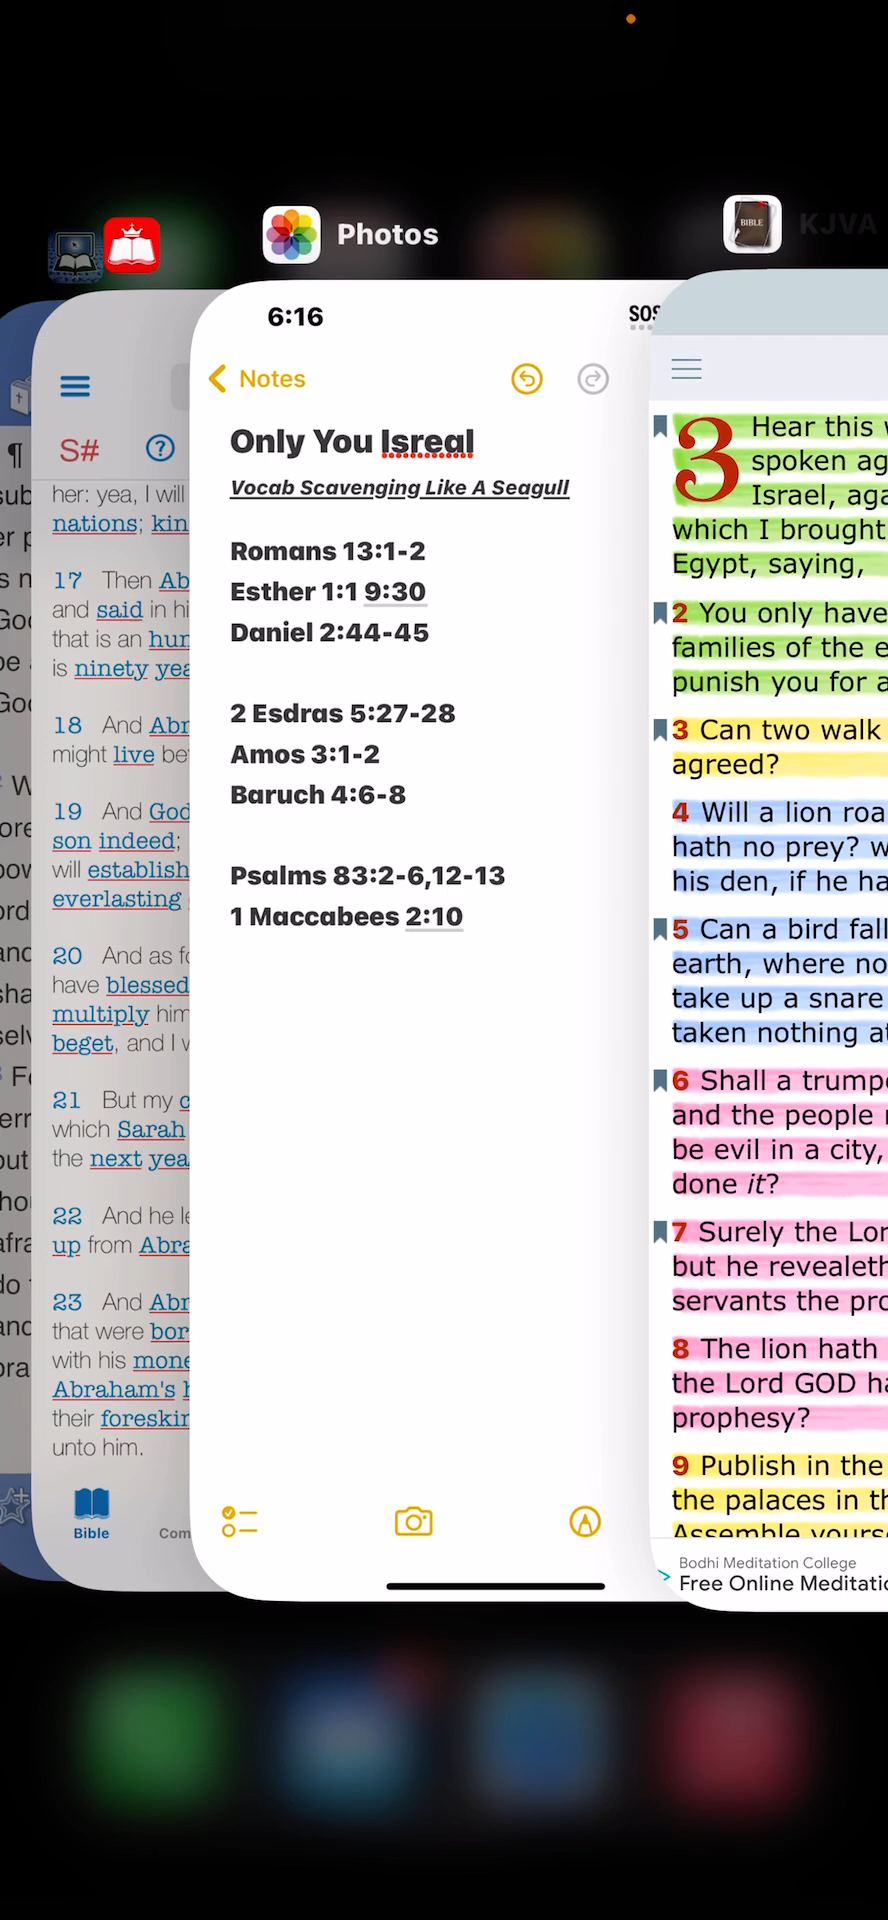 Photos
BIBLE
KJVA
6:16
SOS
Notes
Only You Isreal
Vocab Scavenging Like A Seagull
Romans 13:1-2
Esther 1:1 9:30
Daniel 2:44-45
2 Esdras 5:27-28
Amos 3:1-2
Baruch 4:6-8
Psalms 83:2-6,12-13
1 Maccabees 2:10
¶
S#
?
her: yea, I will
nations; kin
17 Then Ab
and said in hi
that is an hun
is ninety yea
18 And Abr
might live be
19 And God
son indeed;
will establish
everlasting
20 And as fo
have blessed
multiply him
beget, and I w
21 But my c
which Sarah
the next yea
22 And he le
up from Abra
23 And Abr
that were bor
with his mone
Abraham's h
their foreskin
unto him.
Bible
Com
3 Hear this w
spoken ag
Israel, aga
which I brought
Egypt, saying,
2 You only have
families of the e
punish you for a
3 Can two walk
agreed?
4 Will a lion roa
hath no prey? w
his den, if he ha
5 Can a bird fall
earth, where no
take up a snare
taken nothing at
6 Shall a trumpe
and the people n
be evil in a city,
done it?
7 Surely the Lor
but he revealeth
servants the pro
8 The lion hath
the Lord GOD ha
prophesy?
9 Publish in the
the palaces in th
Assemble yourse
Bodhi Meditation College
Free Online Meditatio